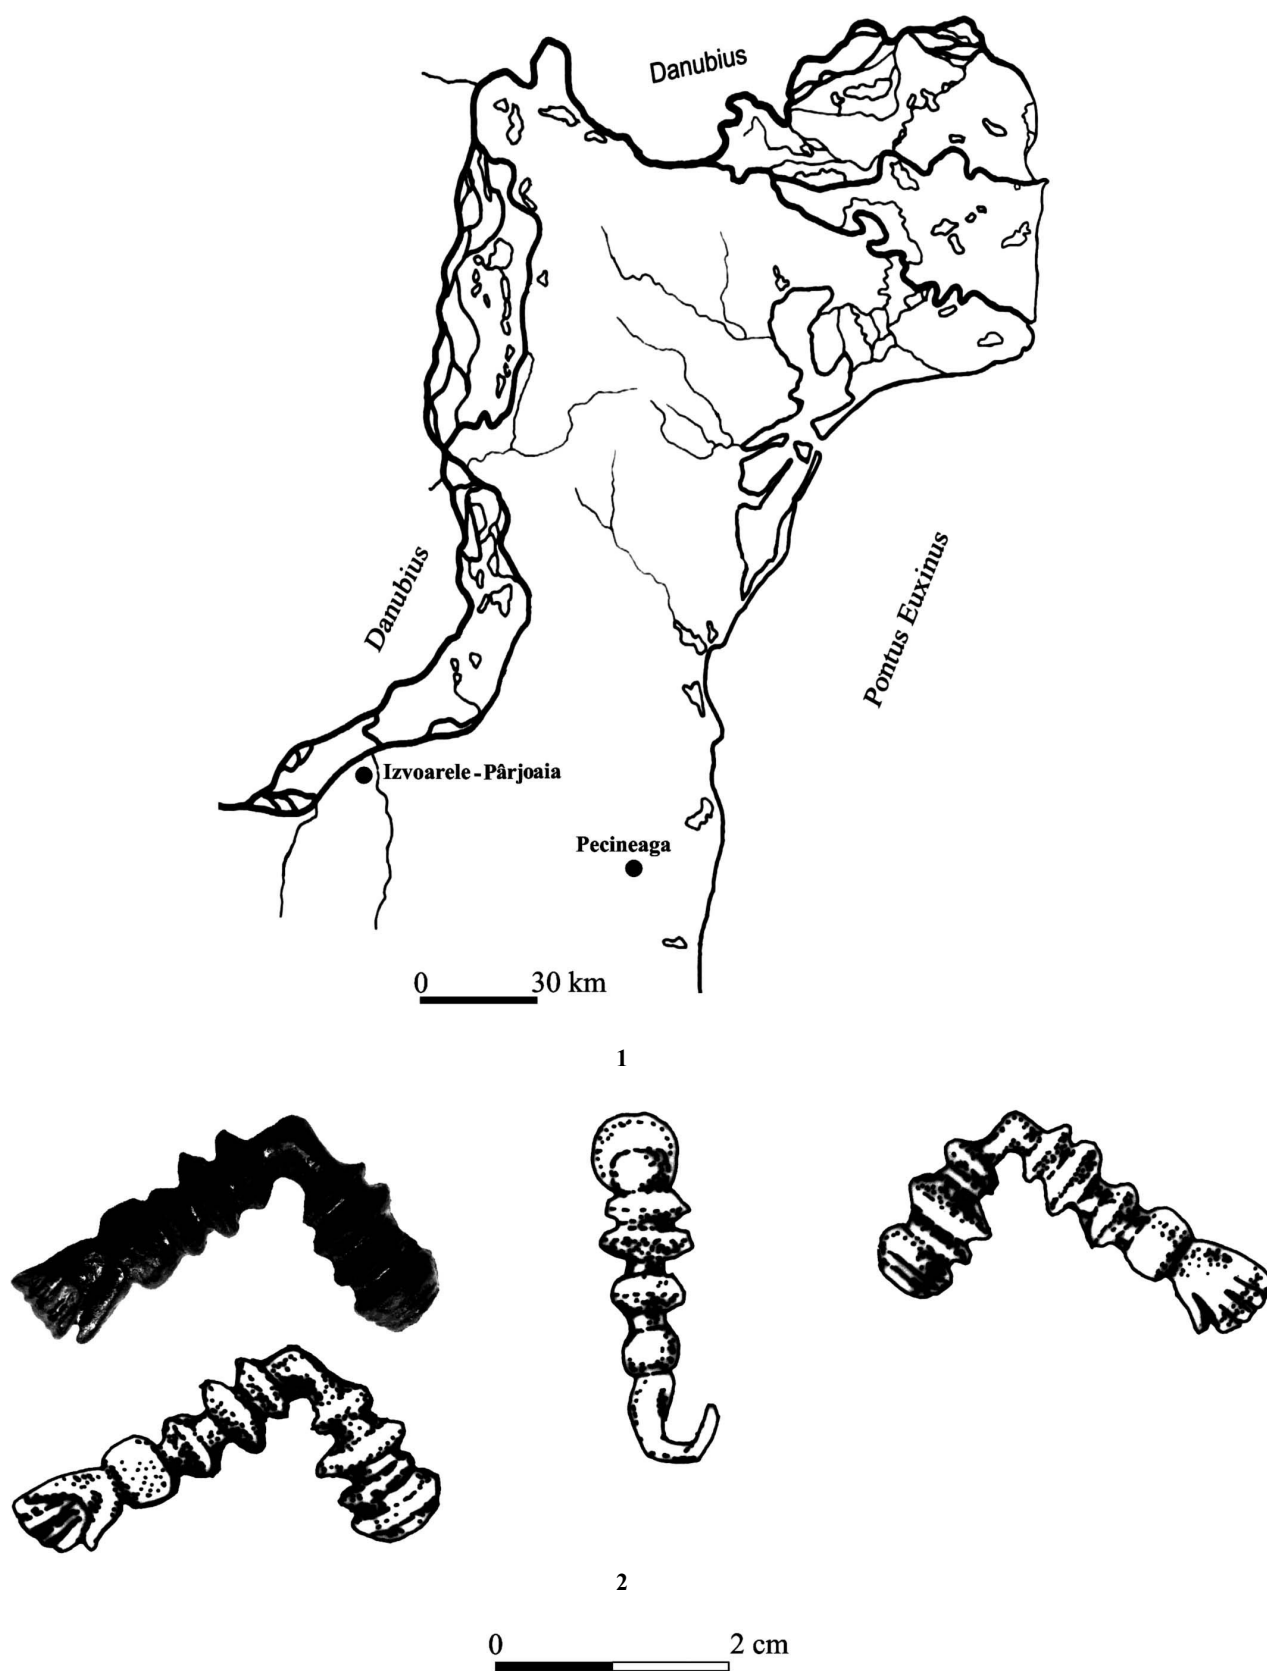 Danubius
Danubius
Pontus Euxinus
Izvoarele - Pârjoaia
Pecineaga
0 30 km
1
2
0 2 cm